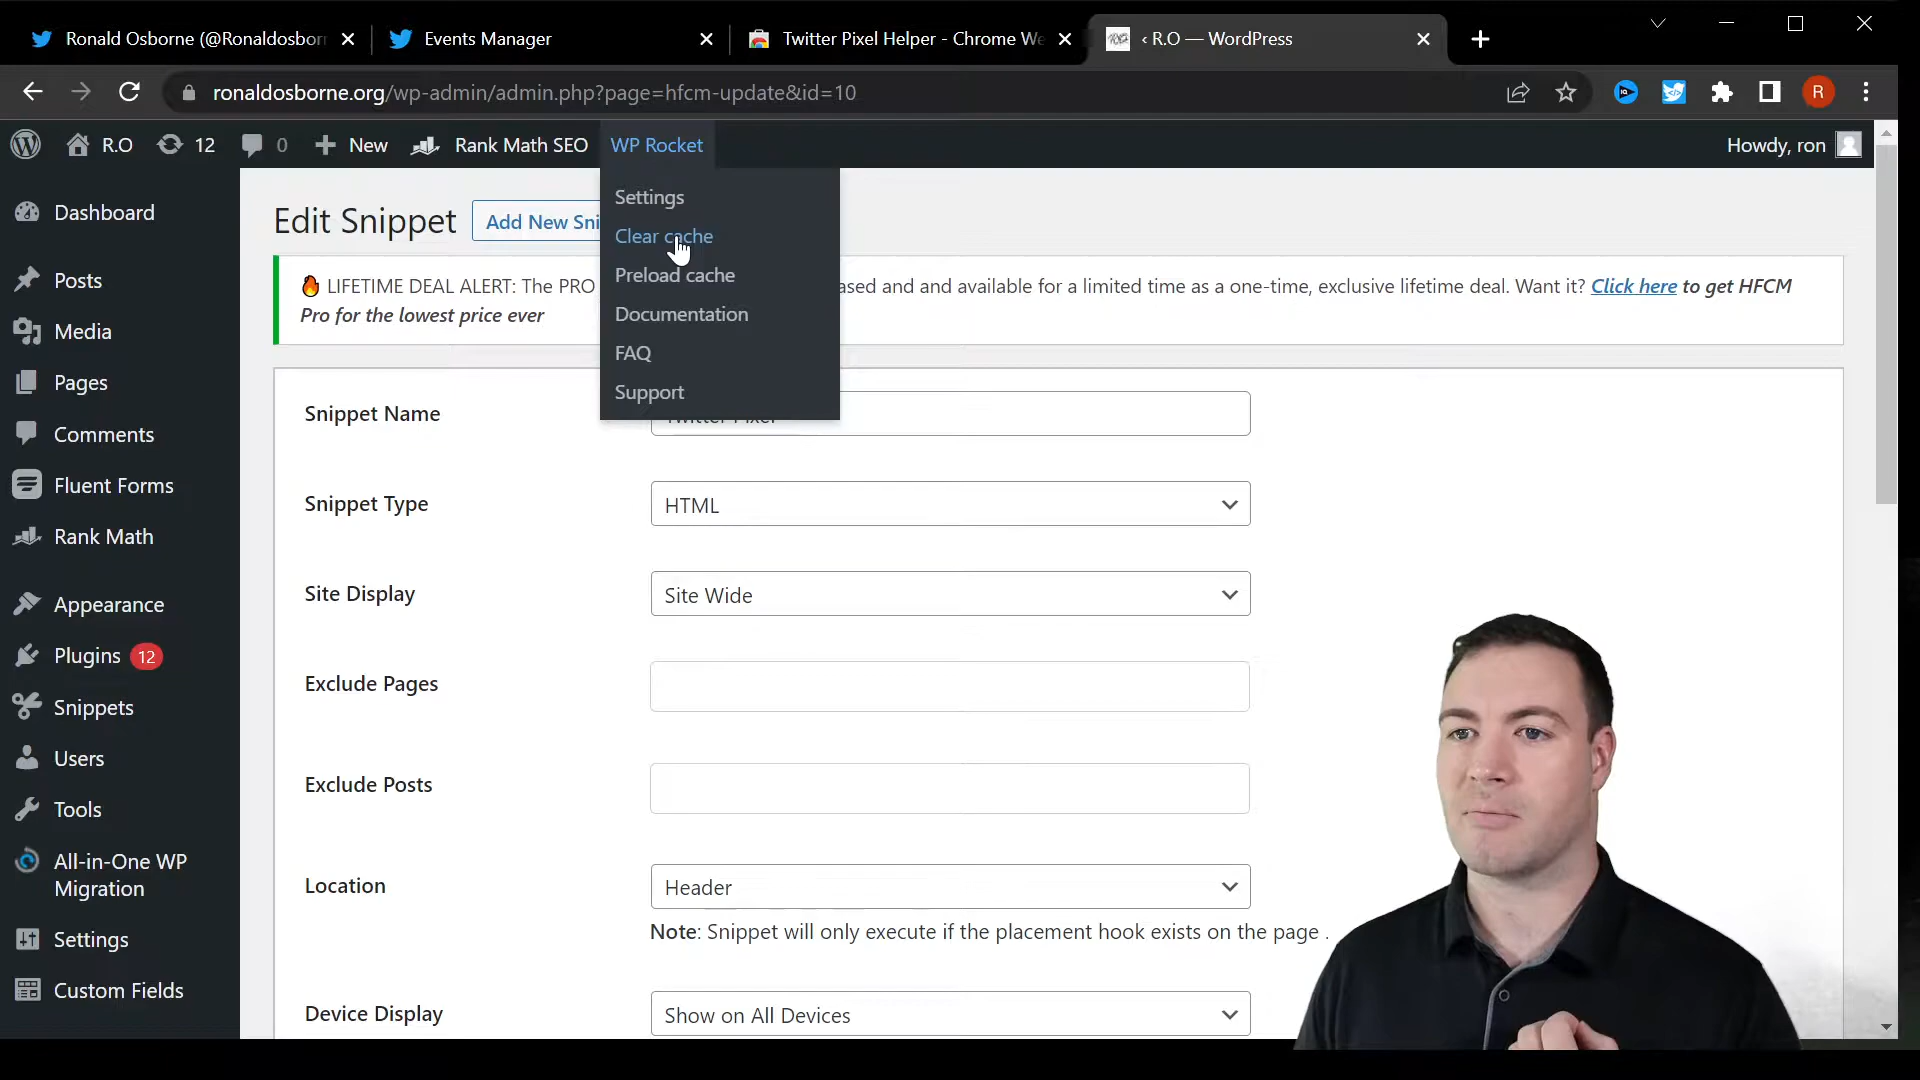 Ronald Osborne (@Ronaldosbor
Events Manager
Twitter Pixel Helper - Chrome We
‹ R.O — WordPress
ronaldosborne.org/wp-admin/admin.php?page=hfcm-update&id=10
R
R.O
12
0
New
Rank Math SEO
WP Rocket
Howdy, ron
Settings
Clear cache
Preload cache
Documentation
FAQ
Support
Dashboard
Posts
Media
Pages
Comments
Fluent Forms
Rank Math
Appearance
Plugins 12
Snippets
Users
Tools
All-in-One WP
Migration
Settings
Custom Fields
Edit Snippet
Add New Sni
LIFETIME DEAL ALERT: The PRO
ased and and available for a limited time as a one-time, exclusive lifetime deal. Want it? Click here to get HFCM
Pro for the lowest price ever
Snippet Name
Twitter Pixel
Snippet Type
HTML
Site Display
Site Wide
Exclude Pages
Exclude Posts
Location
Header
Note: Snippet will only execute if the placement hook exists on the page .
Device Display
Show on All Devices